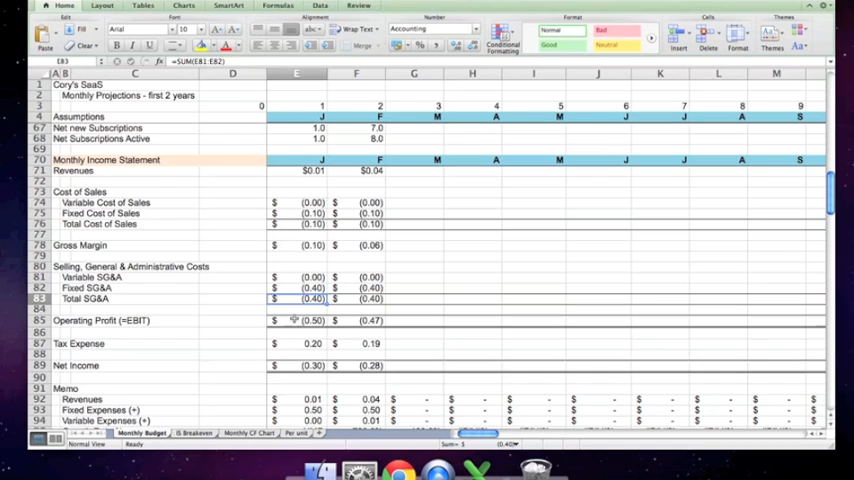 Home Layout Tables Charts SmartArt Formulas Data Review
Edit Font Alignment Number Format Cells Themes
Paste Fill Arial 10 abc Wrap Text Accounting Normal Bad
Clear B I U A Merge % Conditional Formatting Good Neutral Insert Delete Format Themes Aa
E83 fx =SUM(E81:E82)
A B C D E F G H I J K L M
1 Cory's SaaS
2 Monthly Projections - first 2 years
3 0 1 2 3 4 5 6 7 8 9
4 Assumptions J F M A M J J A S
67 Net new Subscriptions 1.0 7.0
68 Net Subscriptions Active 1.0 8.0
69
70 Monthly Income Statement J F M A M J J A S
71 Revenues $0.01 $0.04
72
73 Cost of Sales
74 Variable Cost of Sales $ (0.00) $ (0.00)
75 Fixed Cost of Sales $ (0.10) $ (0.10)
76 Total Cost of Sales $ (0.10) $ (0.10)
77
78 Gross Margin $ (0.10) $ (0.06)
79
80 Selling, General & Administrative Costs
81 Variable SG&A $ (0.00) $ (0.00)
82 Fixed SG&A $ (0.40) $ (0.40)
83 Total SG&A $ (0.40) $ (0.40)
84
85 Operating Profit (=EBIT) $ (0.50) $ (0.47)
86
87 Tax Expense $ 0.20 $ 0.19
88
89 Net Income $ (0.30) $ (0.28)
90
91 Memo
92 Revenues $ 0.01 $ 0.04 $ - $ - $ - $ - $ - $ - $ -
93 Fixed Expenses (+) $ 0.50 $ 0.50 $ - $ - $ - $ - $ - $ - $ -
94 Variable Expenses (+) $ 0.00 $ 0.01 $ - $ - $ - $ - $ - $ - $ -
Monthly Budget IS Breakeven Monthly CF Chart Per unit +
Normal View Ready Sum= $ (0.40)